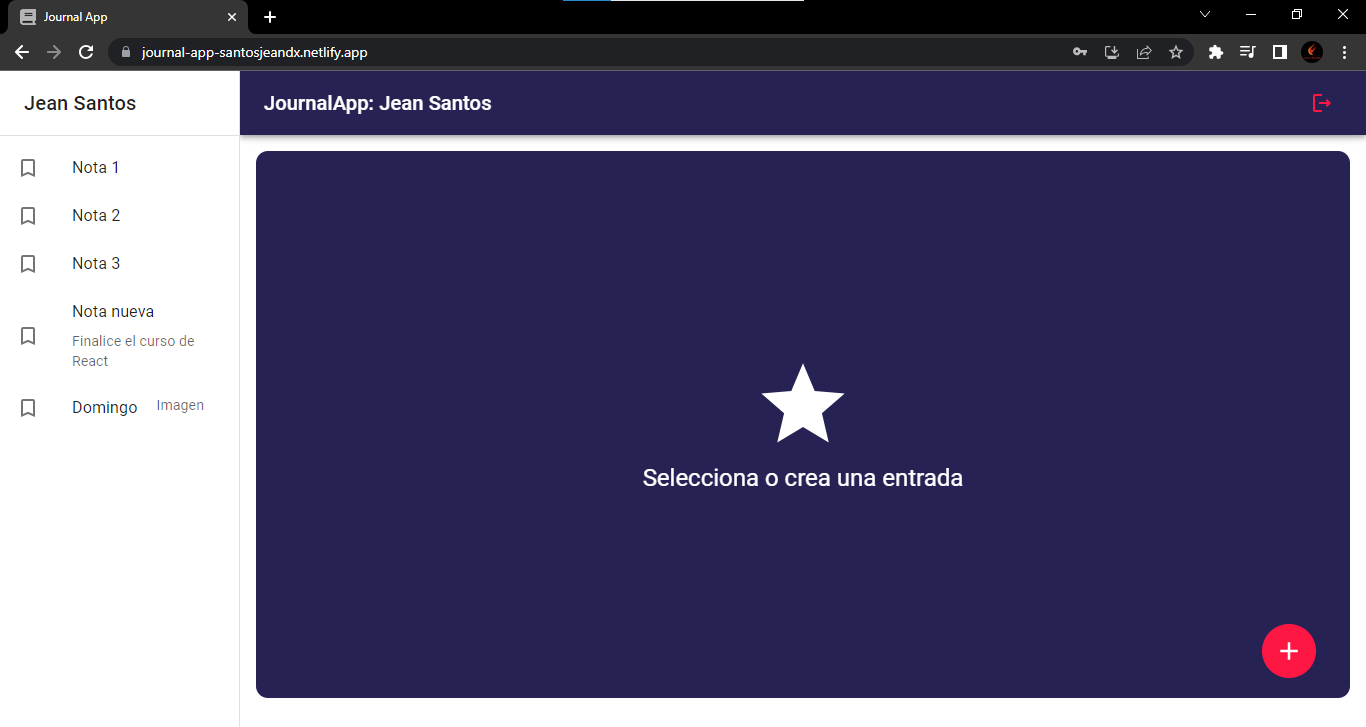 Journal App
journal-app-santosjeandx.netlify.app
Jean Santos
JournalApp: Jean Santos
Nota 1
Nota 2
Nota 3
Nota nueva
Finalice el curso de
React
Domingo Imagen
Selecciona o crea una entrada